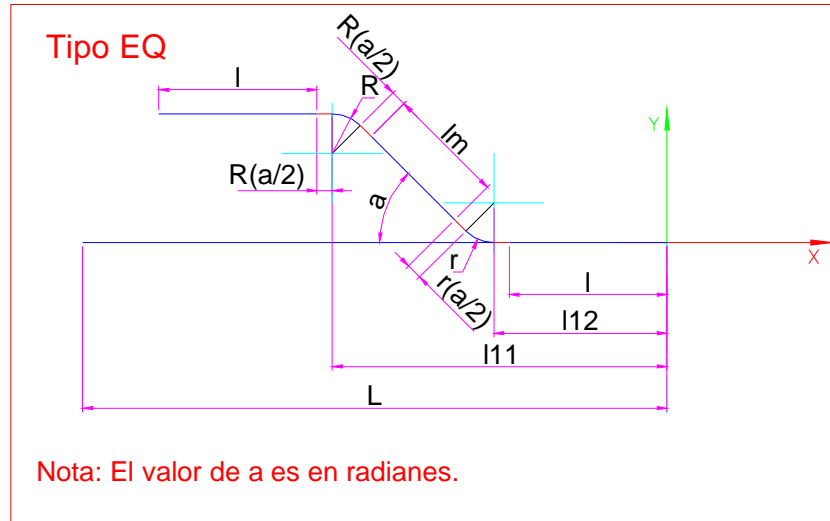 Tipo EQ
R(a/2)
l
R
Y
lm
R(a/2)
a
X
r
r(a/2)
l
l12
l11
L
Nota: El valor de a es en radianes.